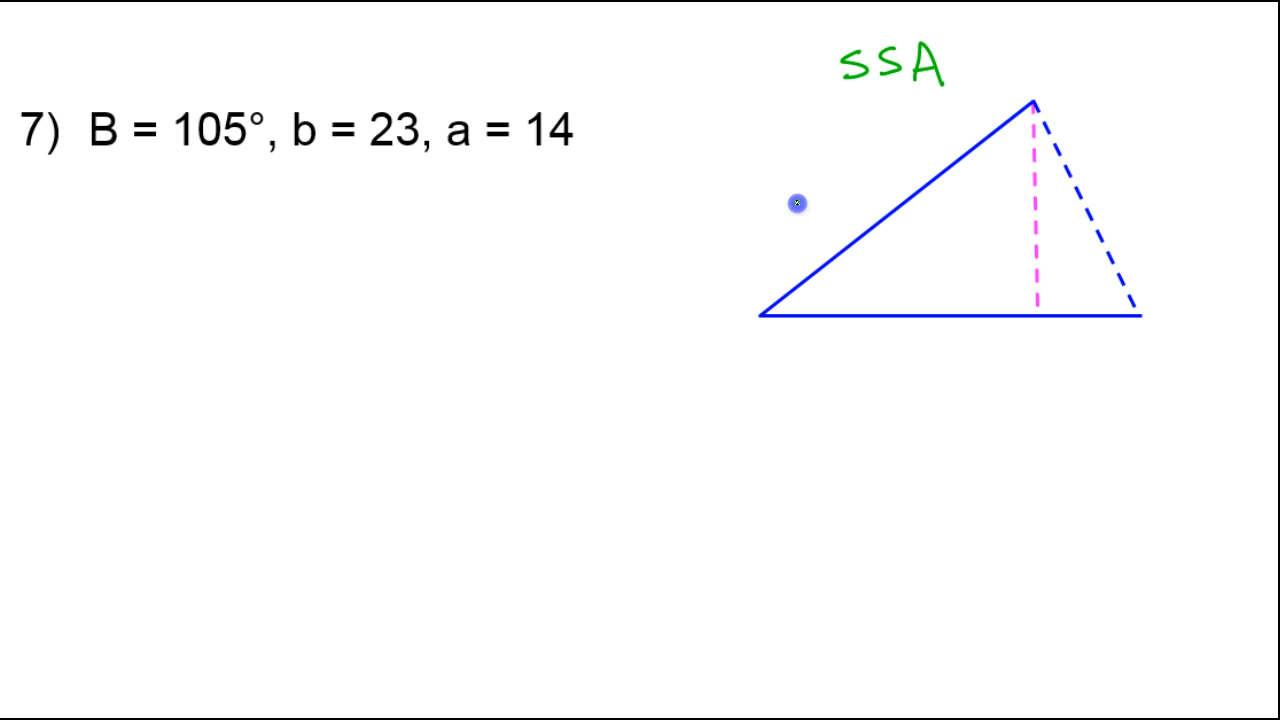 SSA
7) B = 105°, b = 23, a = 14